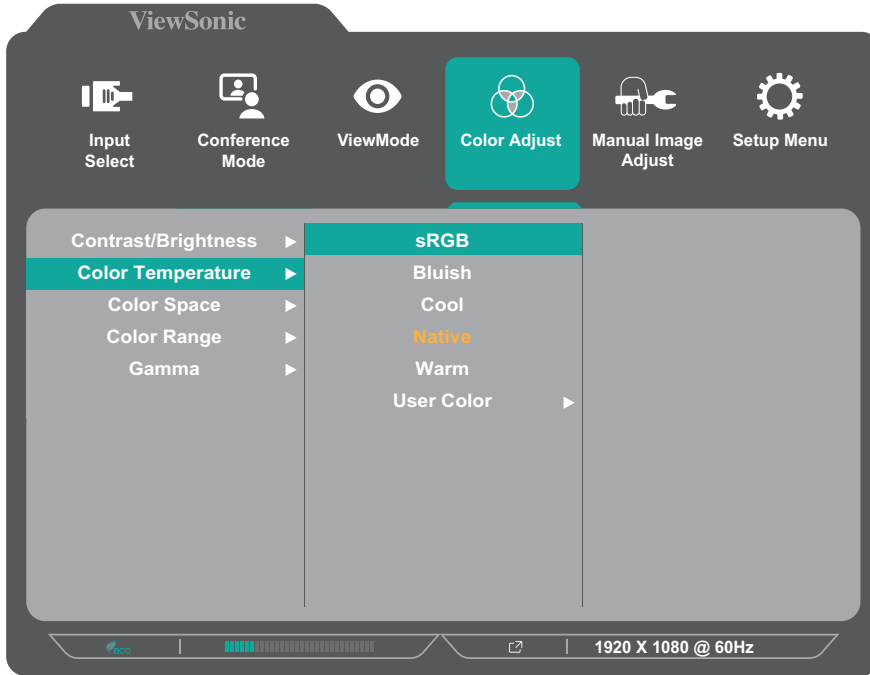 ViewSonic
Input Select
Conference Mode
ViewMode
Color Adjust
Manual Image Adjust
Setup Menu
Contrast/Brightness
Color Temperature
Color Space
Color Range
Gamma
sRGB
Bluish
Cool
Native
Warm
User Color
ECO
1920 X 1080 @ 60Hz